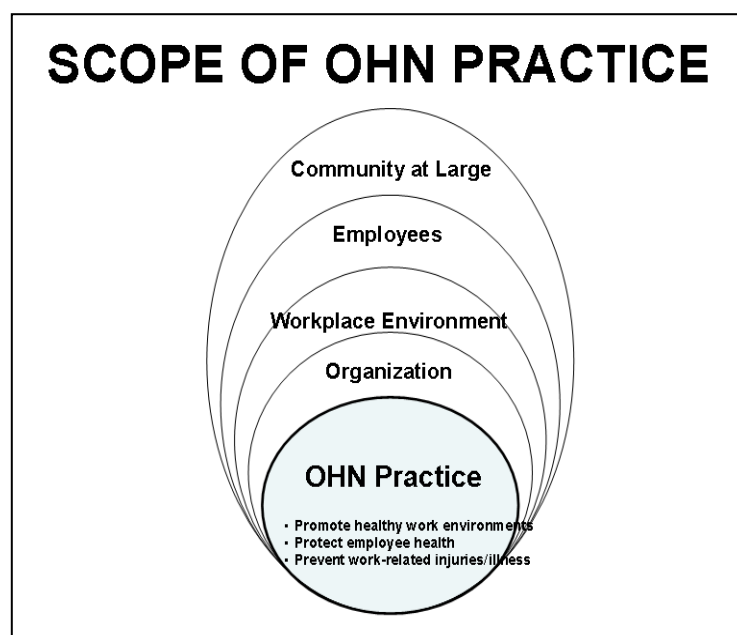 SCOPE OF OHN PRACTICE
Community at Large
Employees
Workplace Environment
Organization
OHN Practice
· Promote healthy work environments
· Protect employee health
· Prevent work-related injuries/illness